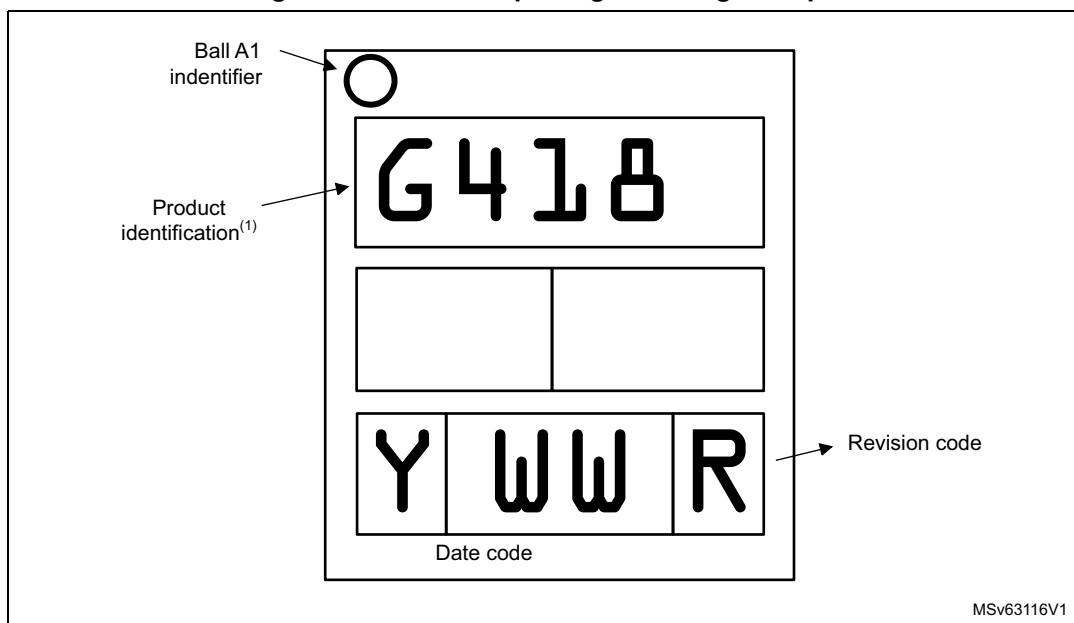 Ball A1
indentifier
G418
Product
identification(1)
Y WW R
Revision code
Date code
MSv63116V1